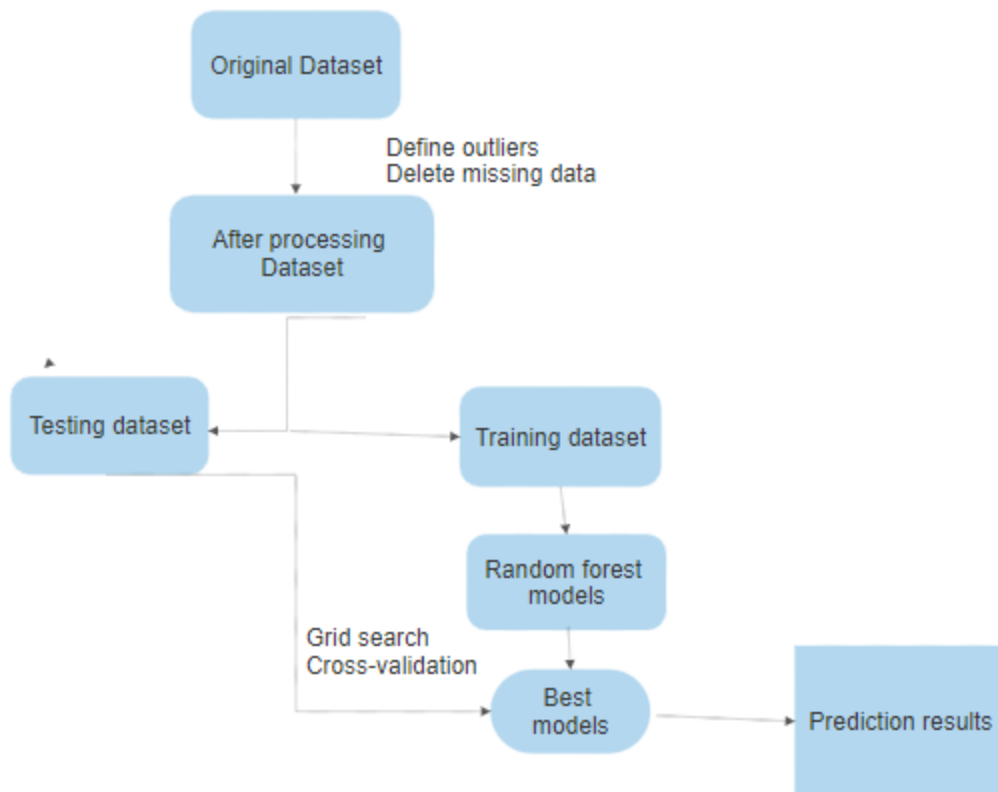 Original Dataset
Define outliers
Delete missing data
After processing
Dataset
Testing dataset
Training dataset
Random forest
models
Grid search
Cross-validation
Best
models
Prediction results